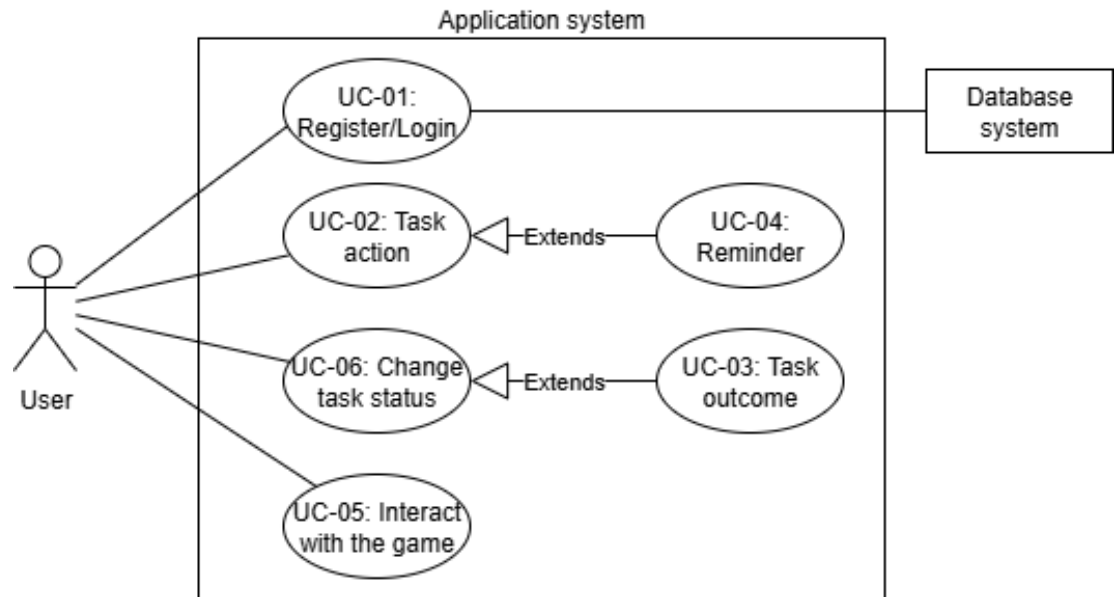 Application system
UC-01:
Register/Login
Database
system
UC-02: Task
action
Extends
UC-04:
Reminder
User
UC-06: Change
task status
Extends
UC-03: Task
outcome
UC-05: Interact
with the game